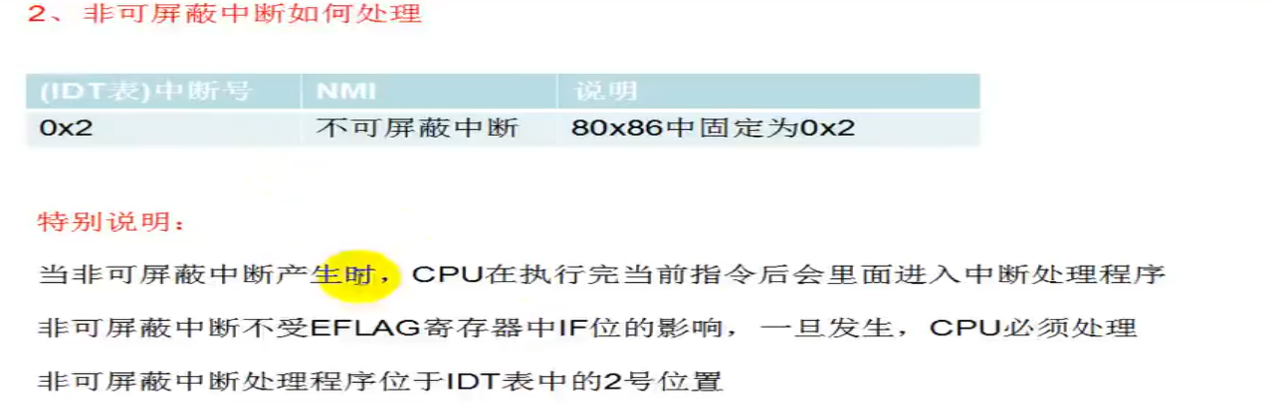 2、非可屏蔽中断如何处理
(IDT表)中断号 NMI 说明
0x2 不可屏蔽中断 80x86中固定为0x2
特别说明:
当非可屏蔽中断产生时，CPU在执行完当前指令后会里面进入中断处理程序
非可屏蔽中断不受EFLAG寄存器中IF位的影响，一旦发生，CPU必须处理
非可屏蔽中断处理程序位于IDT表中的2号位置